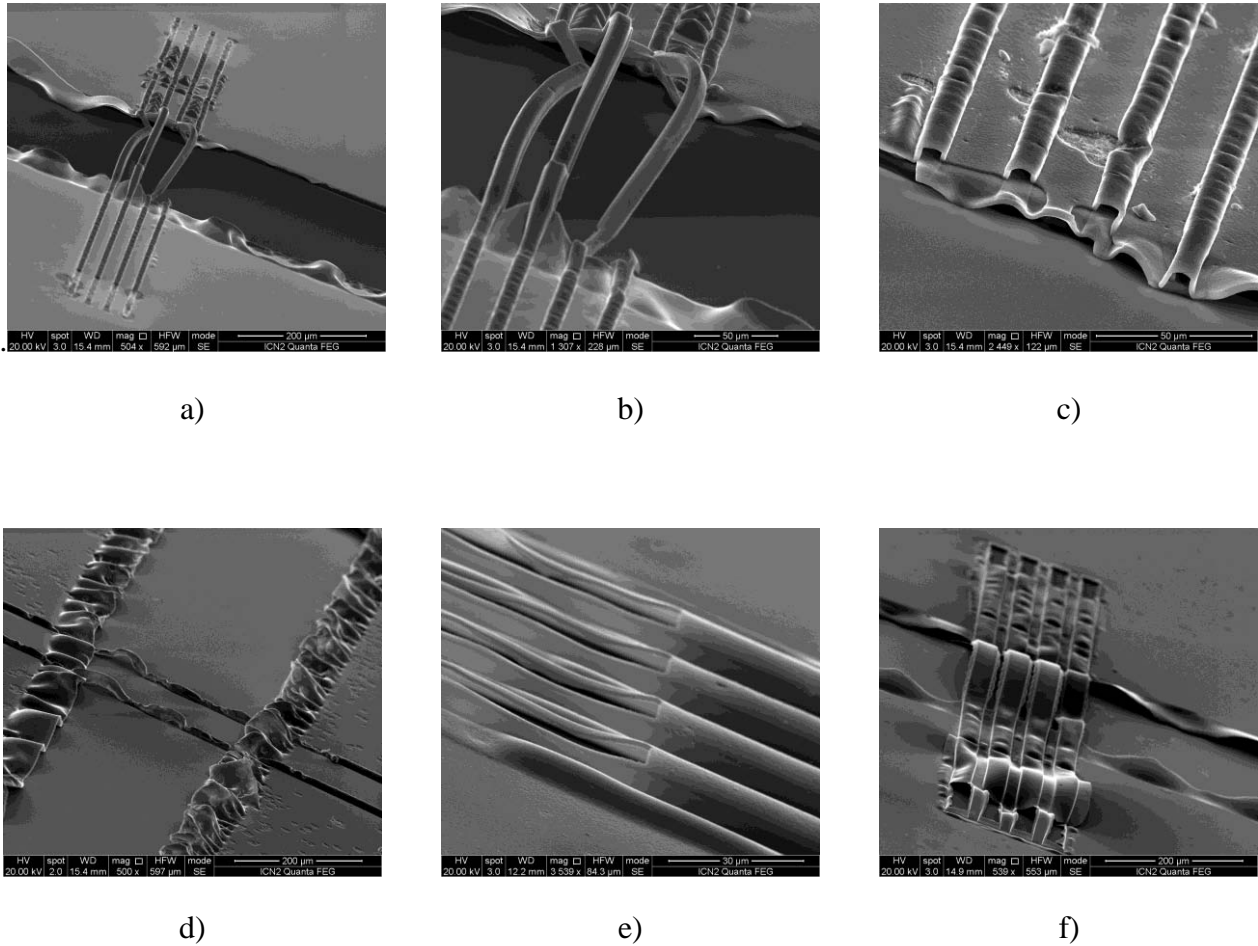 HV spot WD mag □ HFW mode 200 µm
20.00 kV 3.0 15.4 mm 504 x 592 µm SE ICN2 Quanta FEG
HV spot WD mag □ HFW mode 50 µm
20.00 kV 3.0 15.4 mm 1 307 x 228 µm SE ICN2 Quanta FEG
HV spot WD mag □ HFW mode 50 µm
20.00 kV 3.0 15.4 mm 2 449 x 122 µm SE ICN2 Quanta FEG
a)
b)
c)
HV spot WD mag □ HFW mode 200 µm
20.00 kV 2.0 15.4 mm 500 x 597 µm SE ICN2 Quanta FEG
HV spot WD mag □ HFW mode 30 µm
20.00 kV 3.0 12.2 mm 3 539 x 84.3 µm SE ICN2 Quanta FEG
HV spot WD mag □ HFW mode 200 µm
20.00 kV 3.0 14.9 mm 539 x 553 µm SE ICN2 Quanta FEG
d)
e)
f)